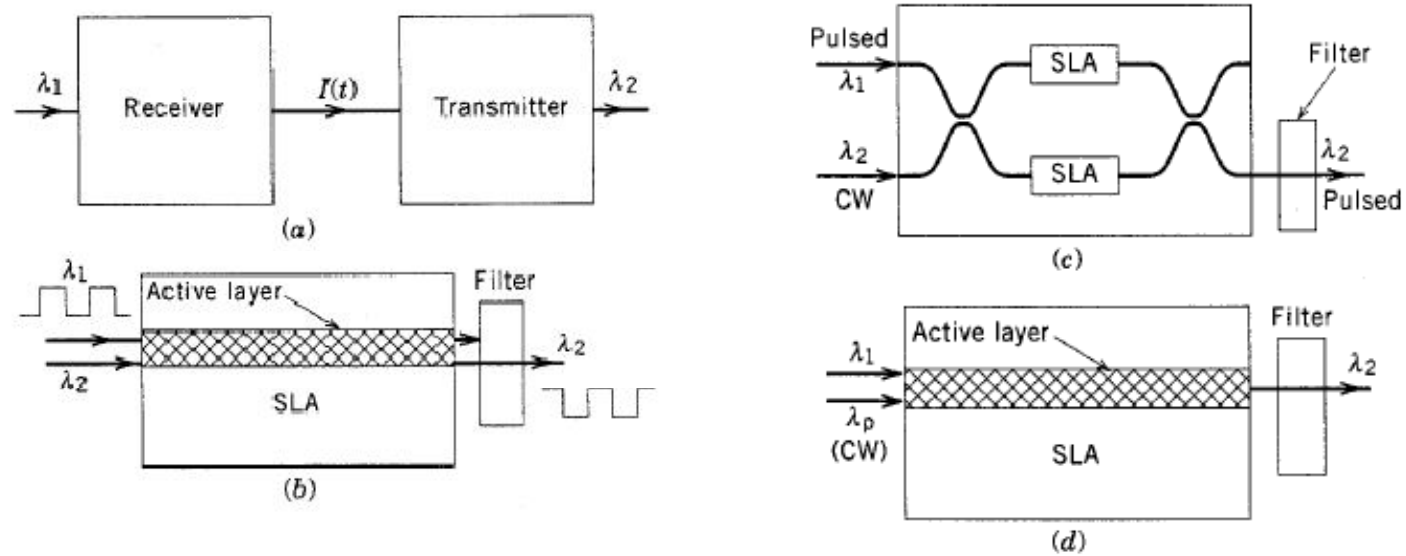 λ1
Receiver
I(t)
Transmitter
λ2
(a)
λ1
Active layer
Filter
λ2
λ2
SLA
(b)
Pulsed
λ1
SLA
Filter
λ2
CW
SLA
λ2
Pulsed
(c)
Active layer
Filter
λ1
λp
(CW)
λ2
SLA
(d)